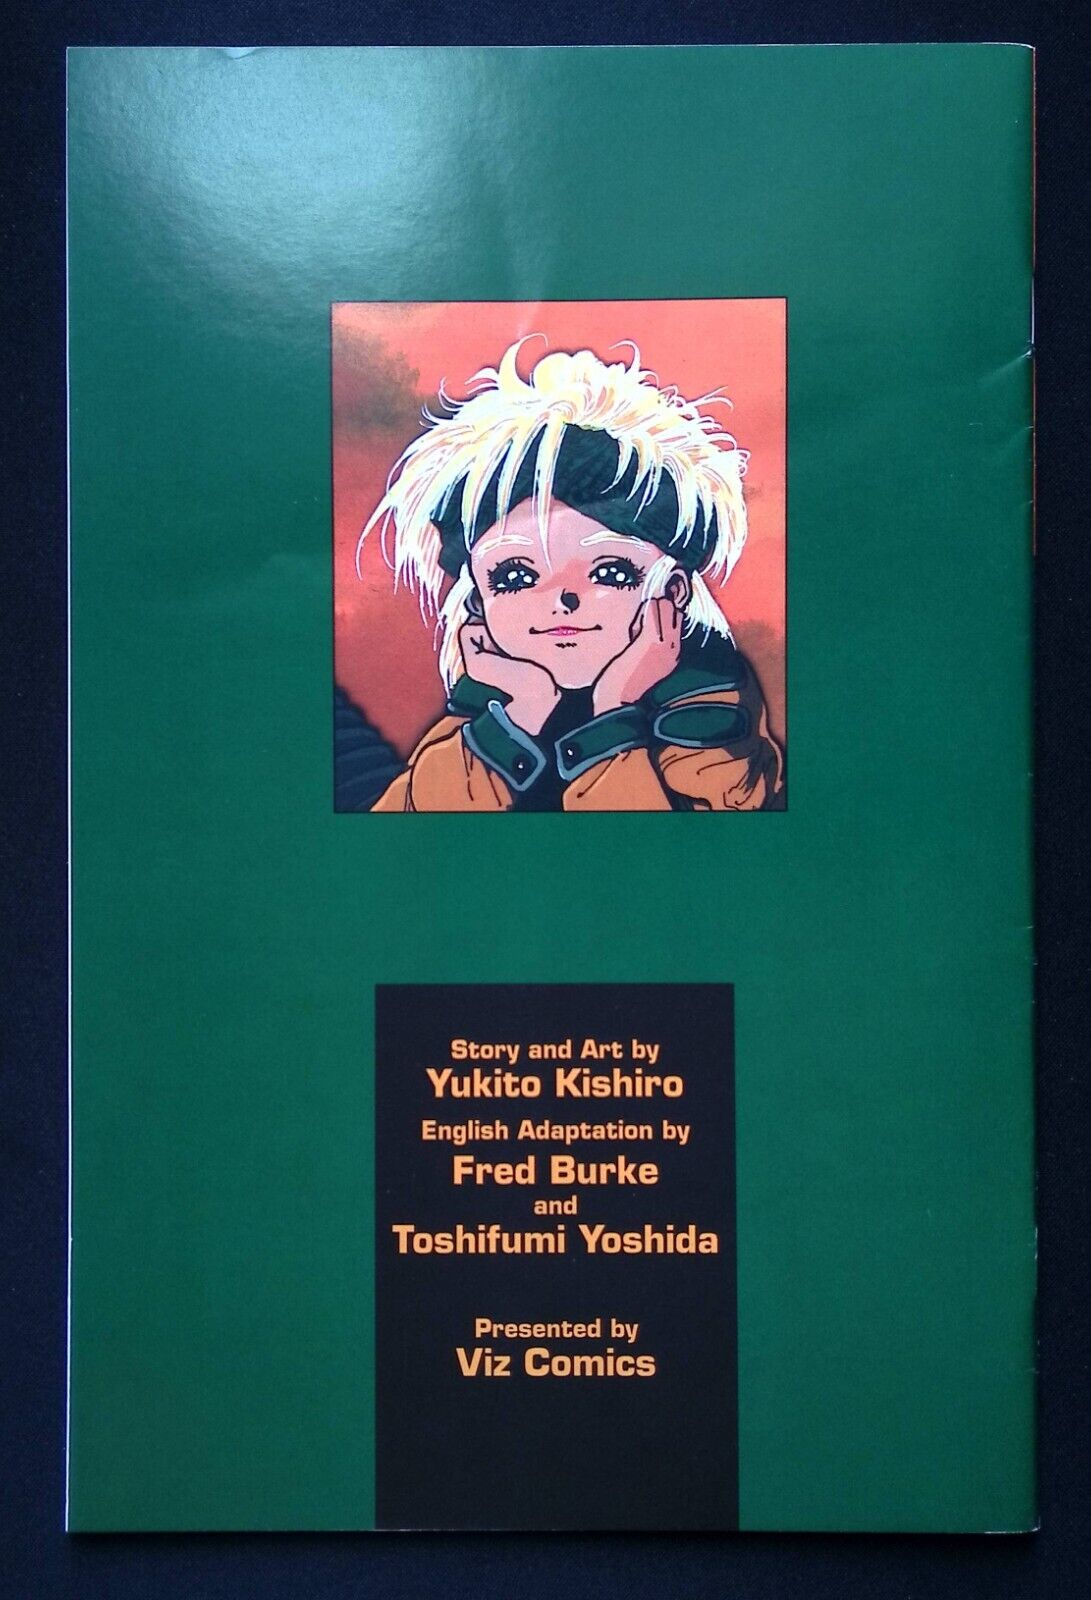 Story and Art by
Yukito Kishiro
English Adaptation by
Fred Burke
and
Toshifumi Yoshida
Presented by
Viz Comics